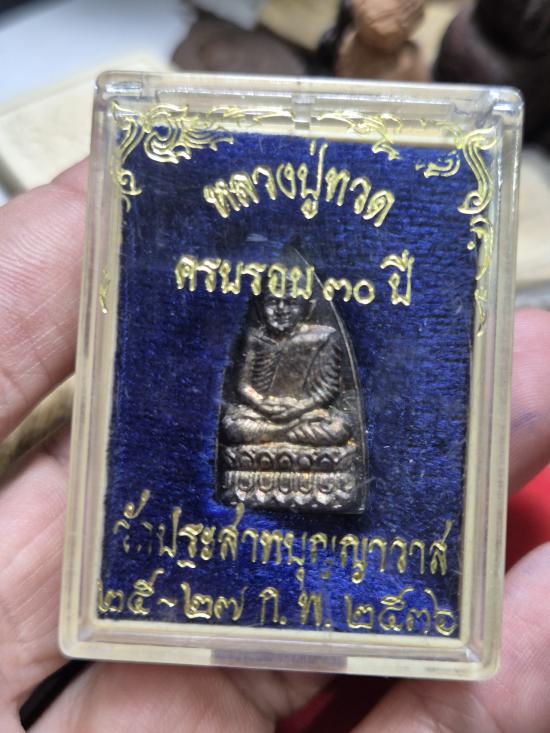 หลวงปู่ทวด
ครบรอบ ๓๐ ปี
วัดประสาทบุญญาวาส
๒๕-๒๗ ก.พ. ๒๕๓๖